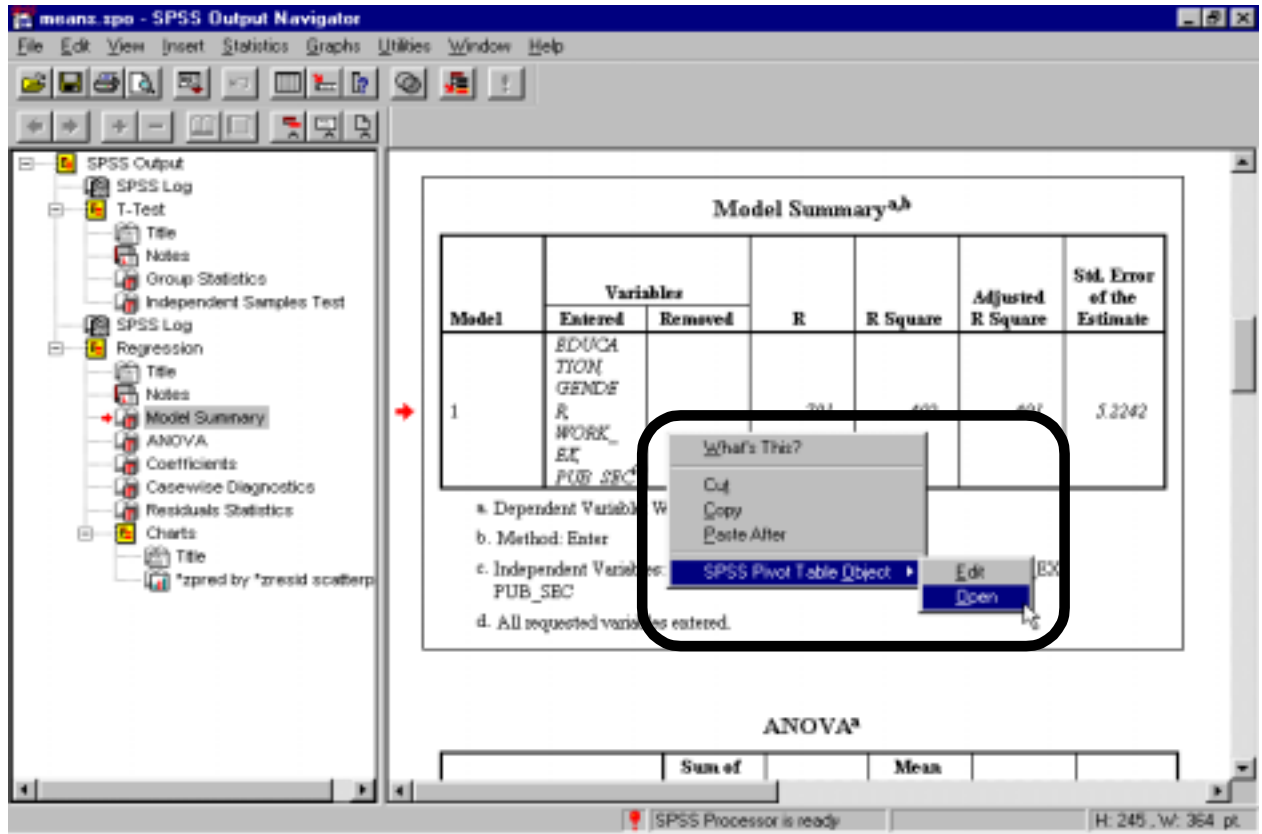 means.spo - SPSS Output Navigator
File Edit View Insert Statistics Graphs Utilities Window Help
SPSS Output
SPSS Log
T-Test
Title
Notes
Group Statistics
Independent Samples Test
SPSS Log
Regression
Title
Notes
Model Summary
ANOVA
Coefficients
Casewise Diagnostics
Residuals Statistics
Charts
Title
*zpred by *zresid scatterp
Model Summary a,b
Variables
Model Entered Removed R R Square Adjusted R Square Std. Error of the Estimate
EDUCA
TION,
GENDE
1 R, 5.2242
WORK_
EX,
PUB_SEC
a. Dependent Variable: W
b. Method: Enter
c. Independent Variables: EX
PUB_SEC
d. All requested variables entered.
What's This?
Cut
Copy
Paste After
SPSS Pivot Table Object
Edit
Open
ANOVA a
Sum of Mean
SPSS Processor is ready H: 245 , W: 364 pt.